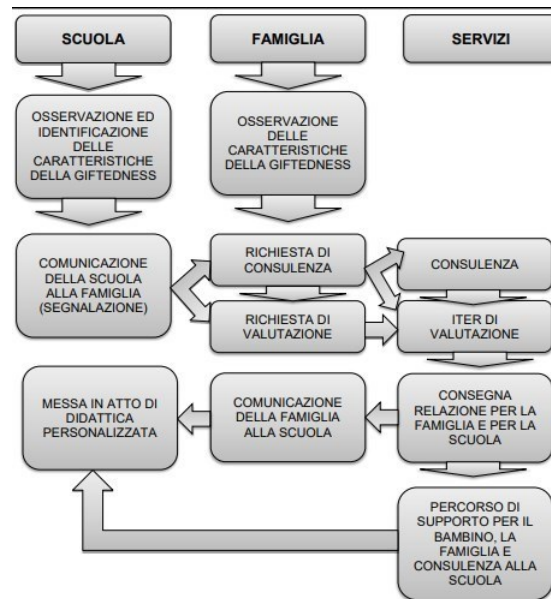 SCUOLA
FAMIGLIA
SERVIZI
OSSERVAZIONE ED
IDENTIFICAZIONE
DELLE
CARATTERISTICHE
DELLA GIFTEDNESS
OSSERVAZIONE
DELLE
CARATTERISTICHE
DELLA GIFTEDNESS
COMUNICAZIONE
DELLA SCUOLA
ALLA FAMIGLIA
(SEGNALAZIONE)
RICHIESTA DI
CONSULENZA
CONSULENZA
RICHIESTA DI
VALUTAZIONE
ITER DI
VALUTAZIONE
MESSA IN ATTO DI
DIDATTICA
PERSONALIZZATA
COMUNICAZIONE
DELLA FAMIGLIA
ALLA SCUOLA
CONSEGNA
RELAZIONE PER LA
FAMIGLIA E PER LA
SCUOLA
PERCORSO DI
SUPPORTO PER IL
BAMBINO, LA
FAMIGLIA E
CONSULENZA ALLA
SCUOLA